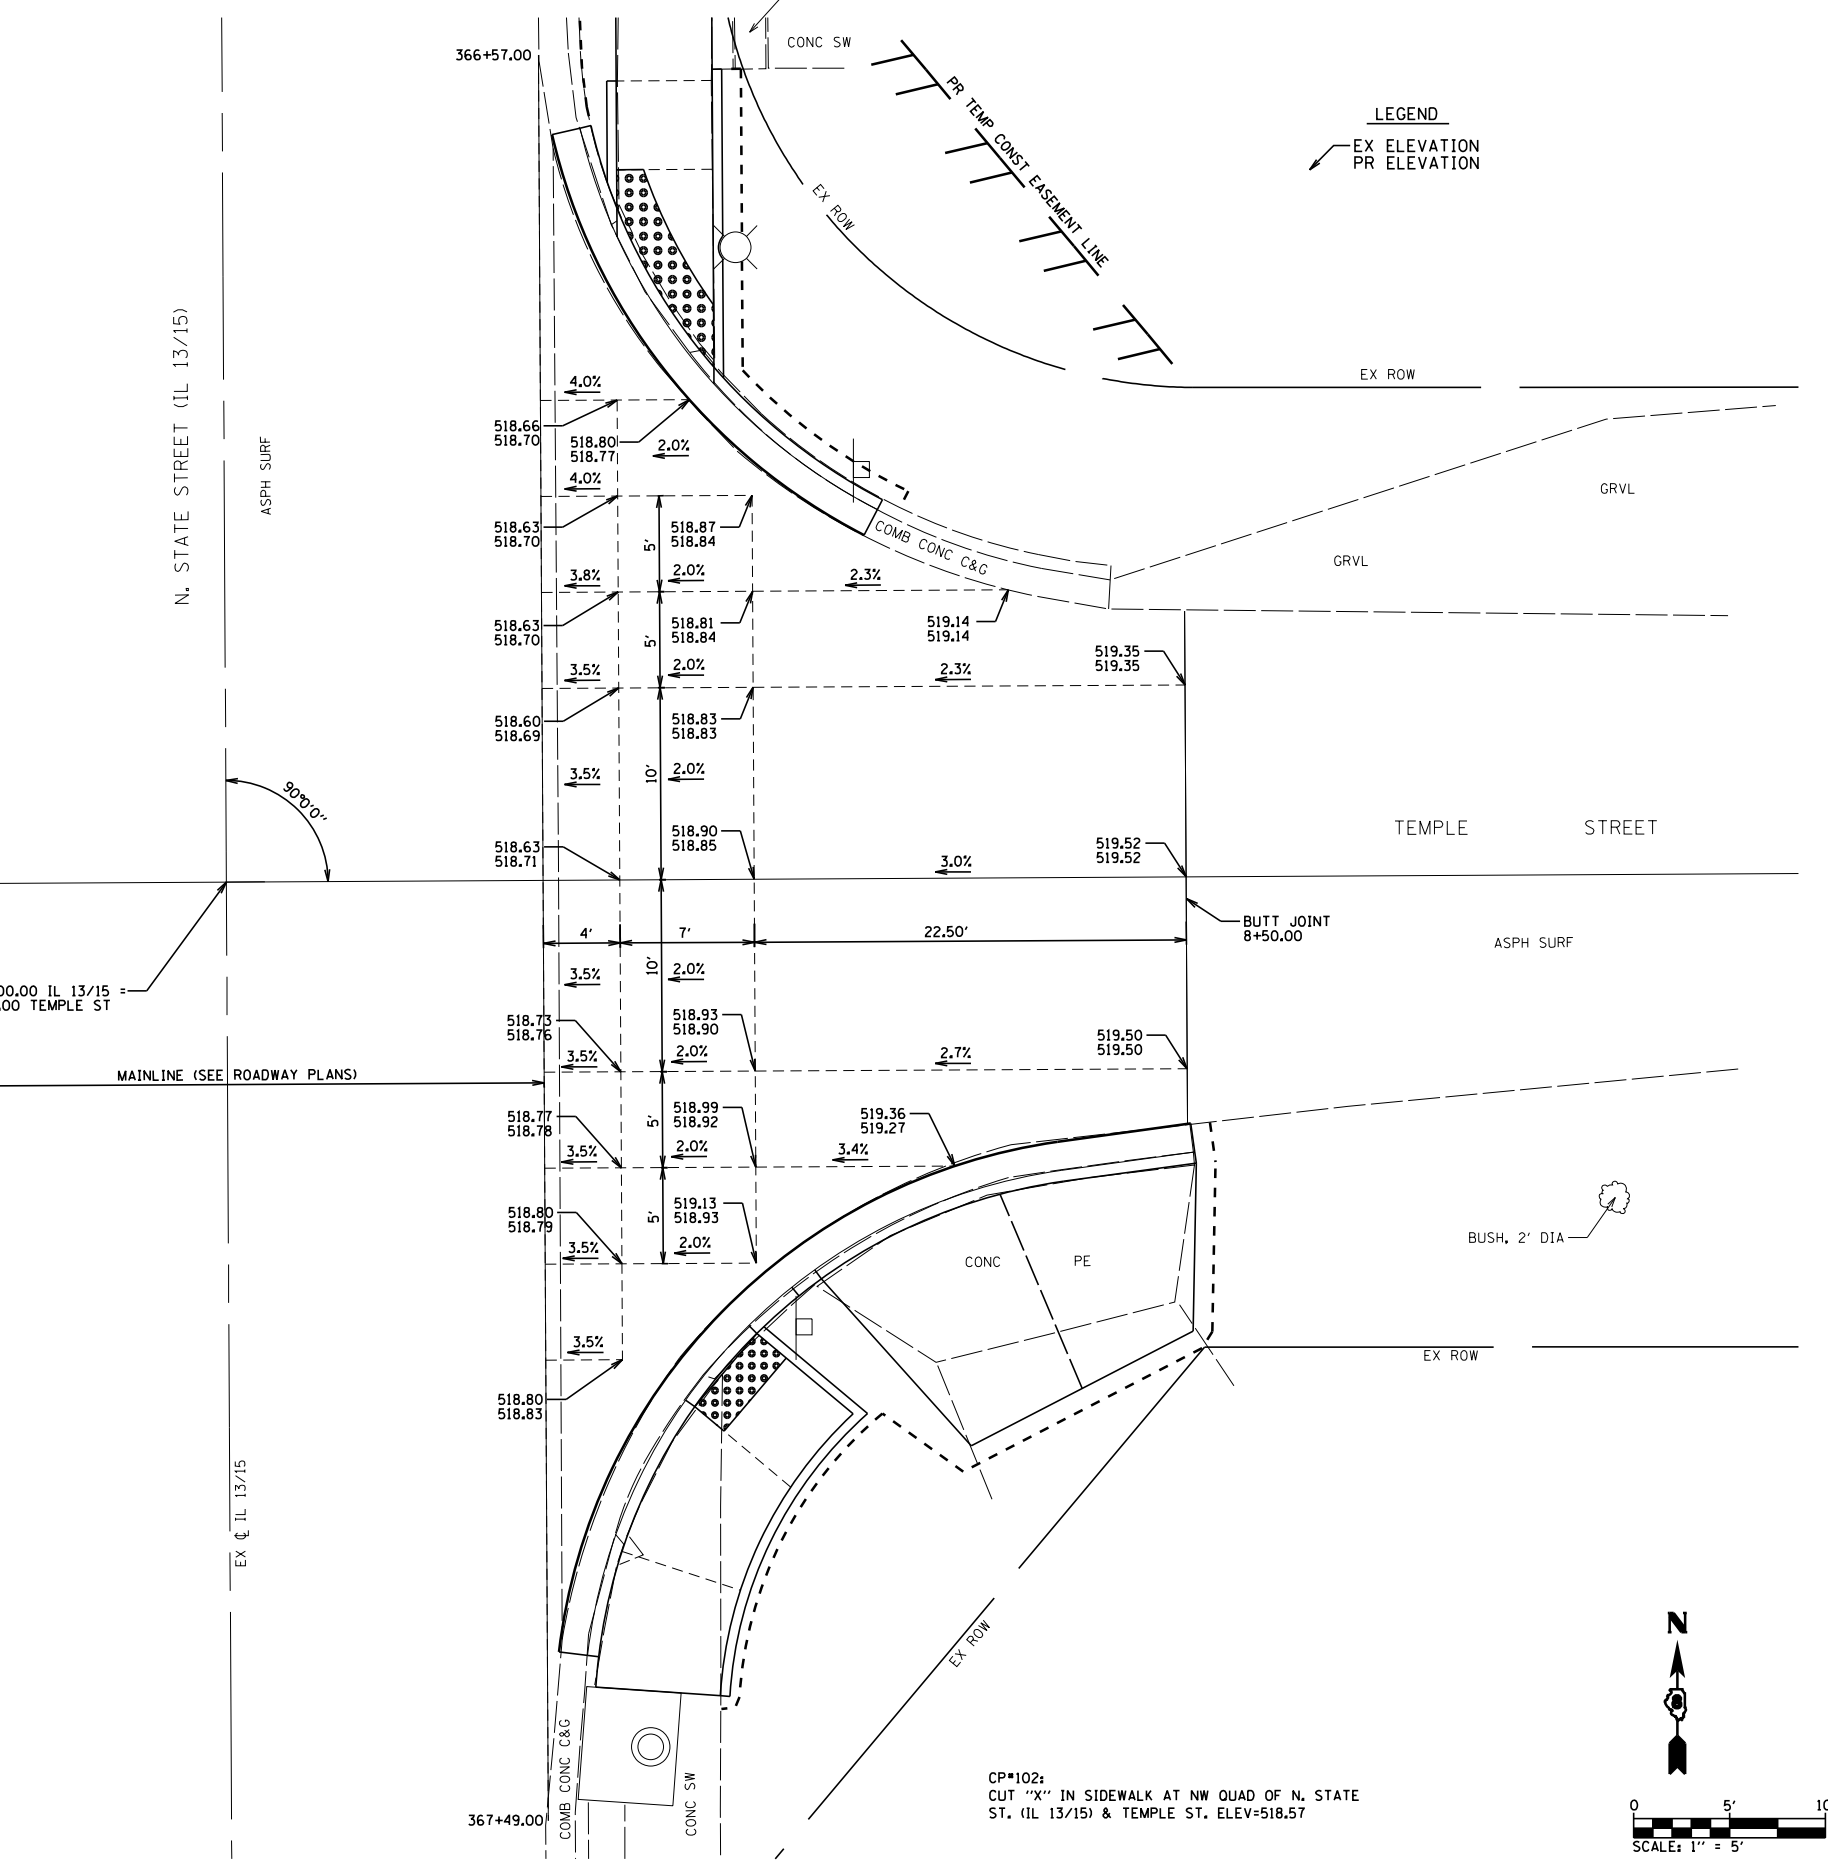 366+57.00
CONC SW
PR TEMP CONST EASEMENT LINE
LEGEND
EX ELEVATION
PR ELEVATION
EX ROW
N. STATE STREET (IL 13/15)
ASPH SURF
EX ROW
4.0%
518.66
518.70
518.80
518.77
2.0%
4.0%
GRVL
518.63
518.70
5'
518.87
518.84
COMB CONC C&G
GRVL
3.8%
2.0%
2.3%
518.63
518.70
5'
518.81
518.84
519.14
519.14
519.35
519.35
3.5%
2.0%
2.3%
518.60
518.69
518.83
518.83
3.5%
10'
2.0%
90°0'0"
TEMPLE STREET
518.63
518.71
518.90
518.85
3.0%
519.52
519.52
4'
7'
22.50'
BUTT JOINT
8+50.00
ASPH SURF
3.5%
10'
2.0%
00.00 IL 13/15 =
00 TEMPLE ST
518.73
518.76
518.93
518.90
519.50
519.50
3.5%
2.0%
2.7%
MAINLINE (SEE ROADWAY PLANS)
518.77
518.78
5'
518.99
518.92
519.36
519.27
3.5%
2.0%
3.4%
518.80
518.79
5'
519.13
518.93
3.5%
2.0%
CONC
PE
BUSH, 2' DIA
3.5%
EX ROW
518.80
518.83
EX ℄ IL 13/15
EX ROW
N
8
COMB CONC C&G
CONC SW
367+49.00
CP#102:
CUT "X" IN SIDEWALK AT NW QUAD OF N. STATE
ST. (IL 13/15) & TEMPLE ST. ELEV=518.57
0 5' 10
SCALE: 1" = 5'